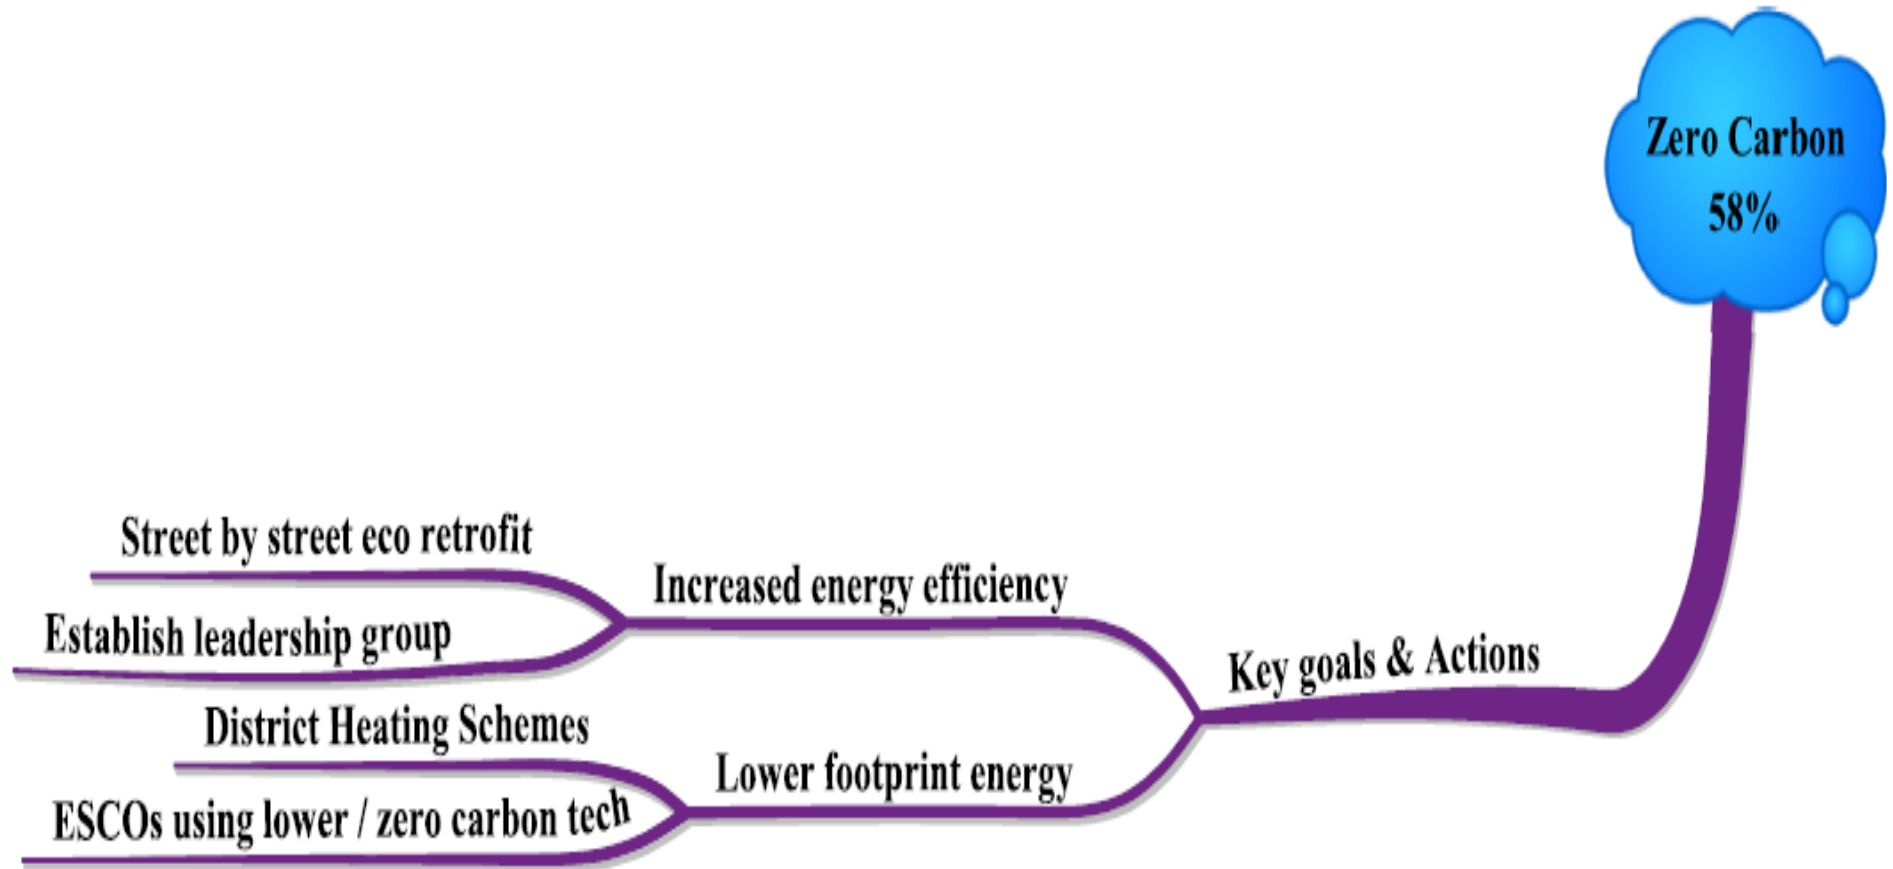 Zero Carbon
58%
Key goals & Actions
Increased energy efficiency
Street by street eco retrofit
Establish leadership group
Lower footprint energy
District Heating Schemes
ESCOs using lower / zero carbon tech